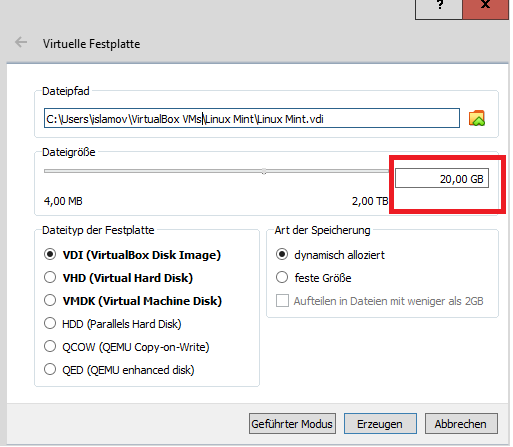 ?
X
Virtuelle Festplatte
Dateipfad
C:\Users\islamov\VirtualBox VMs\Linux Mint\Linux Mint.vdi
Dateigröße
20,00 GB
4,00 MB 2,00 TB
Dateityp der Festplatte
VDI (VirtualBox Disk Image)
VHD (Virtual Hard Disk)
VMDK (Virtual Machine Disk)
HDD (Parallels Hard Disk)
QCOW (QEMU Copy-on-Write)
QED (QEMU enhanced disk)
Art der Speicherung
dynamisch alloziert
feste Größe
Aufteilen in Dateien mit weniger als 2GB
Geführter Modus Erzeugen Abbrechen